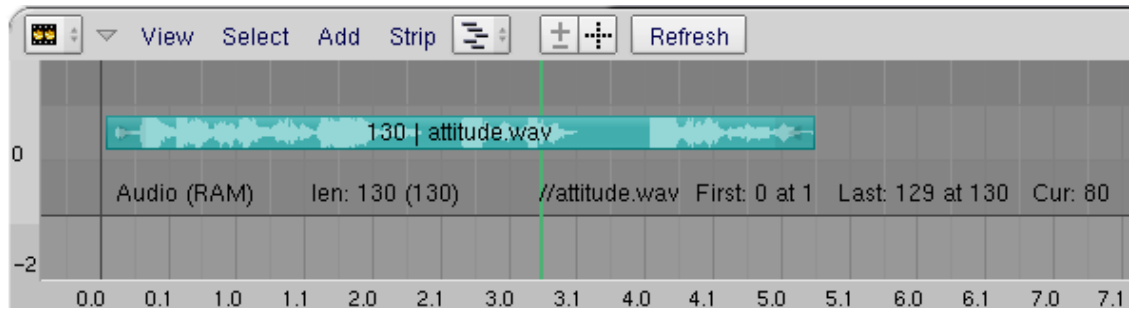 View Select Add Strip Refresh
130 | attitude.wav
0
Audio (RAM) len: 130 (130) //attitude.wav First: 0 at 1 Last: 129 at 130 Cur: 80
-2
0.0 0.1 1.0 1.1 2.0 2.1 3.0 3.1 4.0 4.1 5.0 5.1 6.0 6.1 7.0 7.1